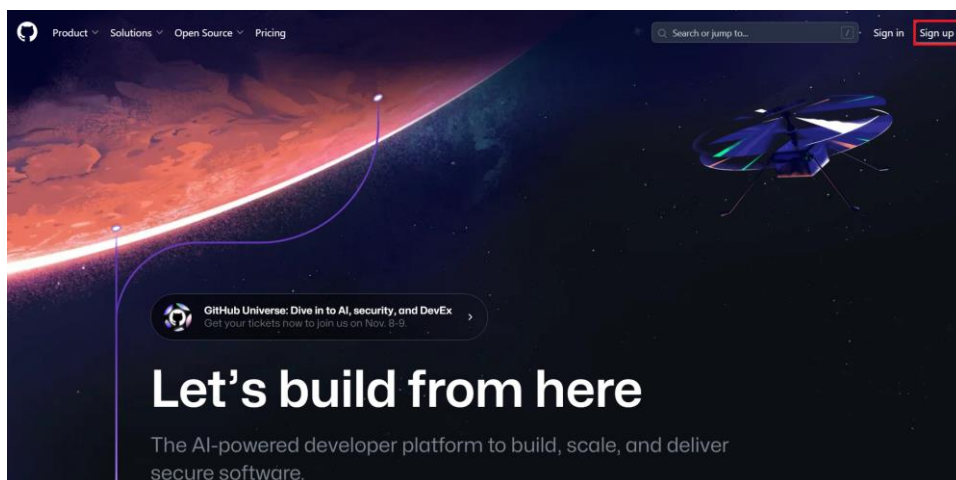 Product Solutions Open Source Pricing Search or jump to... / Sign in Sign up
GitHub Universe: Dive in to AI, security, and DevEx
Get your tickets now to join us on Nov. 8-9.
Let's build from here
The AI-powered developer platform to build, scale, and deliver
secure software.